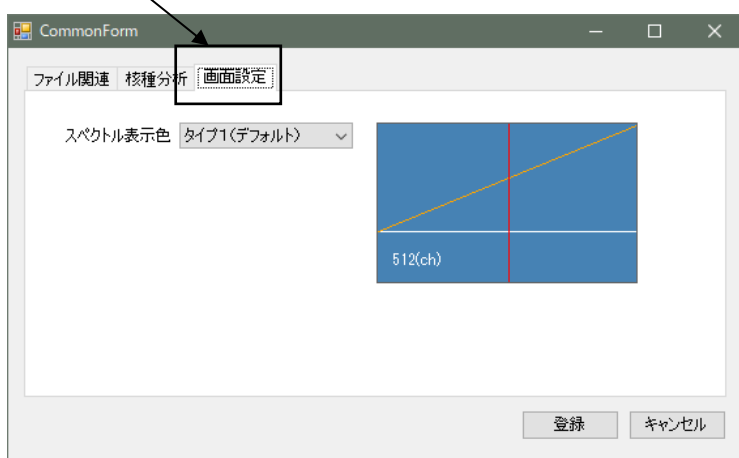 CommonForm
ファイル関連 核種分析 画面設定
スペクトル表示色 タイプ1(デフォルト)
512(ch)
登録 キャンセル